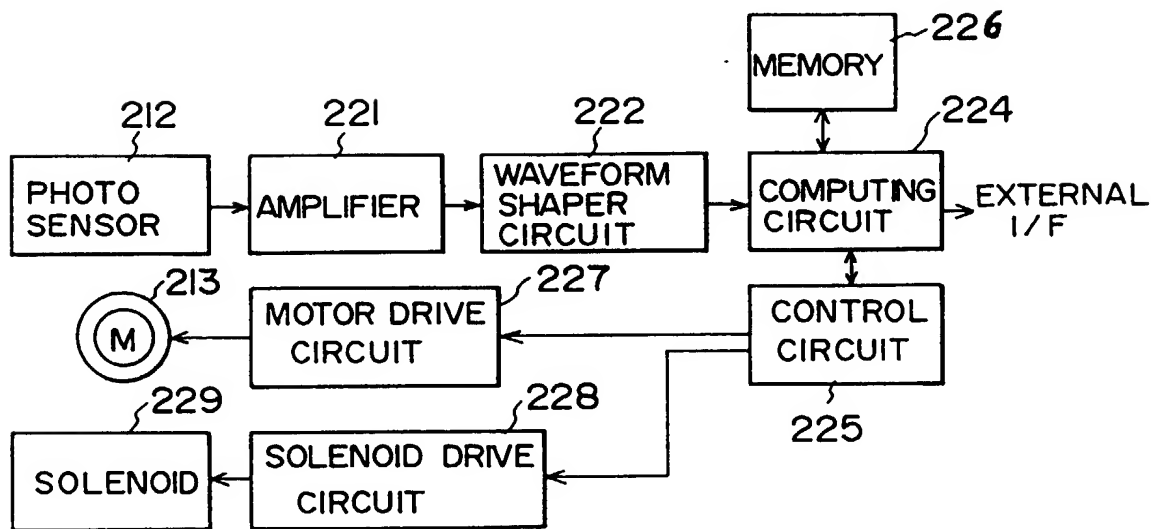 226
MEMORY
212
221
222
224
PHOTO
SENSOR
AMPLIFIER
WAVEFORM
SHAPER
CIRCUIT
COMPUTING
CIRCUIT
EXTERNAL
I/F
213
227
M
MOTOR DRIVE
CIRCUIT
CONTROL
CIRCUIT
225
229
228
SOLENOID
SOLENOID DRIVE
CIRCUIT